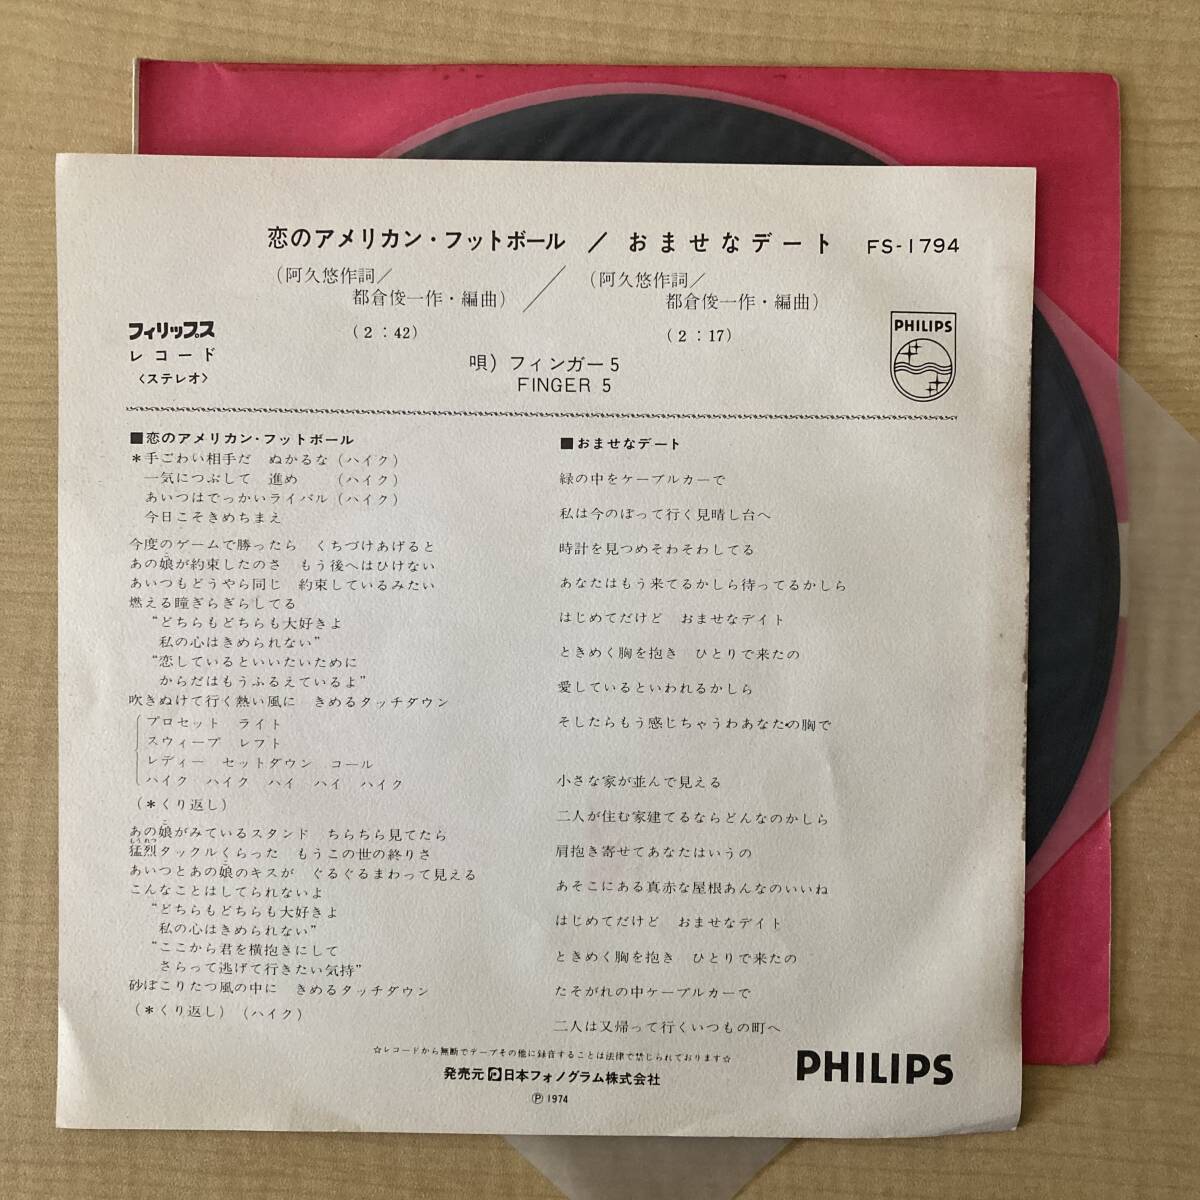 恋のアメリカン・フットボール / おませなデート FS-1794
(阿久悠作詞/
都倉俊一作・編曲)
(阿久悠作詞/
都倉俊一作・編曲)
(2:42)
(2:17)
フィリップス
レコード
〈ステレオ〉
唄) フィンガー5
FINGER 5
PHILIPS
■恋のアメリカン・フットボール
*手ごわい相手だ ぬかるな(ハイク)
一気につぶして 進め (ハイク)
あいつはでっかいライバル(ハイク)
今日こそきめちまえ
今度のゲームで勝ったら くちづけあげると
あの娘が約束したのさ もう後へはひけない
あいつもどうやら同じ 約束しているみたい
燃える瞳ぎらぎらしてる
“どちらもどちらも大好きよ
私の心はきめられない”
“恋しているといいたいために
からだはもうふるえているよ”
吹きぬけて行く熱い風に きめるタッチダウン
プロセット ライト
スウィープ レフト
レディー セットダウン コール
ハイク ハイク ハイ ハイ ハイク
(*くり返し)
あの娘がみているスタンド ちらちら見てたら
猛烈タックルくらった もうこの世の終りさ
あいつとあの娘のキスが ぐるぐるまわって見える
こんなことはしてられないよ
“どちらもどちらも大好きよ
私の心はきめられない”
“ここから君を横抱きにして
さらって逃げて行きたい気持”
砂ぼこりたつ風の中に きめるタッチダウン
(*くり返し) (ハイク)
■おませなデート
緑の中をケーブルカーで
私は今のぼって行く見晴し台へ
時計を見つめそわそわしてる
あなたはもう来てるかしら待ってるかしら
はじめてだけど おませなデイト
ときめく胸を抱き ひとりで来たの
愛しているといわれるかしら
そしたらもう感じちゃうわあなたの胸で
小さな家が並んで見える
二人が住む家建てるならどんなのかしら
肩抱き寄せてあなたはいうの
あそこにある真赤な屋根あんなのいいね
はじめてだけど おませなデイト
ときめく胸を抱き ひとりで来たの
たそがれの中ケーブルカーで
二人は又帰って行くいつもの町へ
☆レコードから無断でテープその他に録音することは法律で禁じられております☆
発売元 日本フォノグラム株式会社
Ⓟ1974
PHILIPS